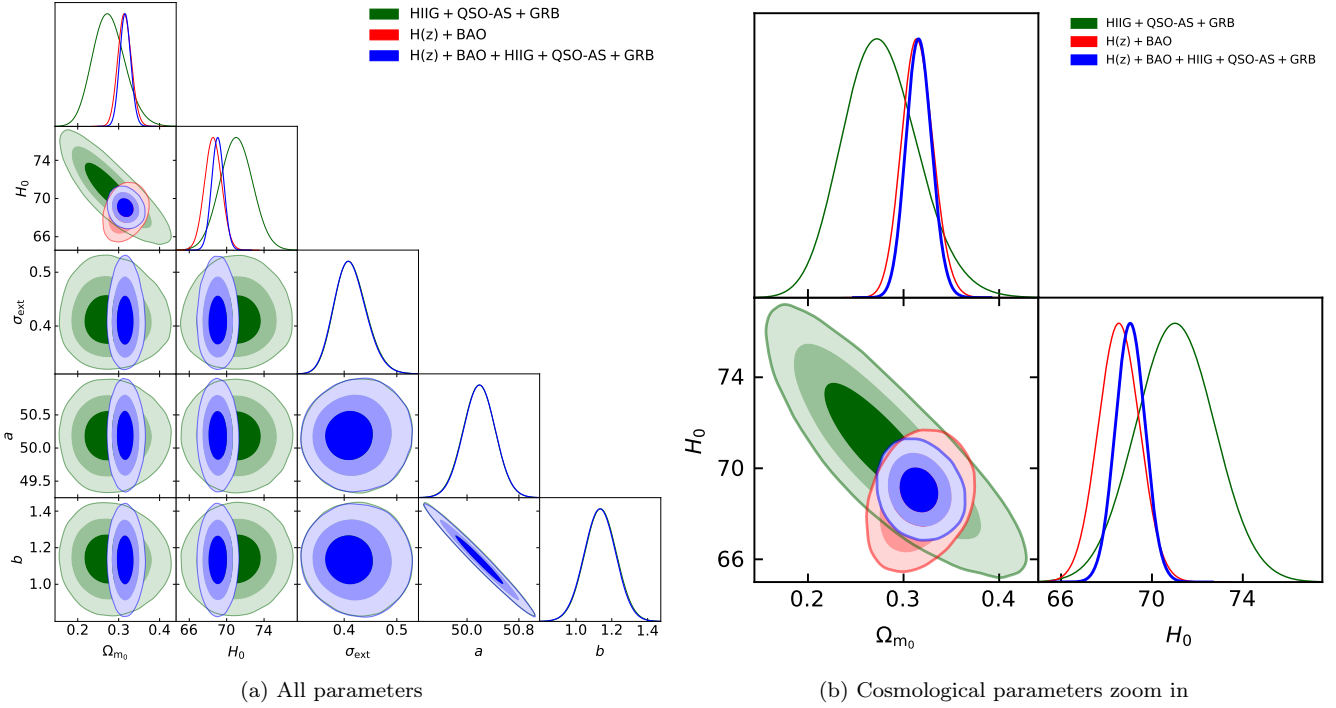 HIIG + QSO-AS + GRB
H(z) + BAO
H(z) + BAO + HIIG + QSO-AS + GRB
74
70
66
H₀
0.5
0.4
σext
50.5
50.0
49.5
a
1.4
1.2
1.0
b
0.2 0.3 0.4 66 70 74 0.4 0.5 50.0 50.8 1.0 1.2 1.4
Ωm₀ H₀ σext a b
(a) All parameters
HIIG + QSO-AS + GRB
H(z) + BAO
H(z) + BAO + HIIG + QSO-AS + GRB
74
70
66
H₀
0.2 0.3 0.4 66 70 74
Ωm₀ H₀
(b) Cosmological parameters zoom in